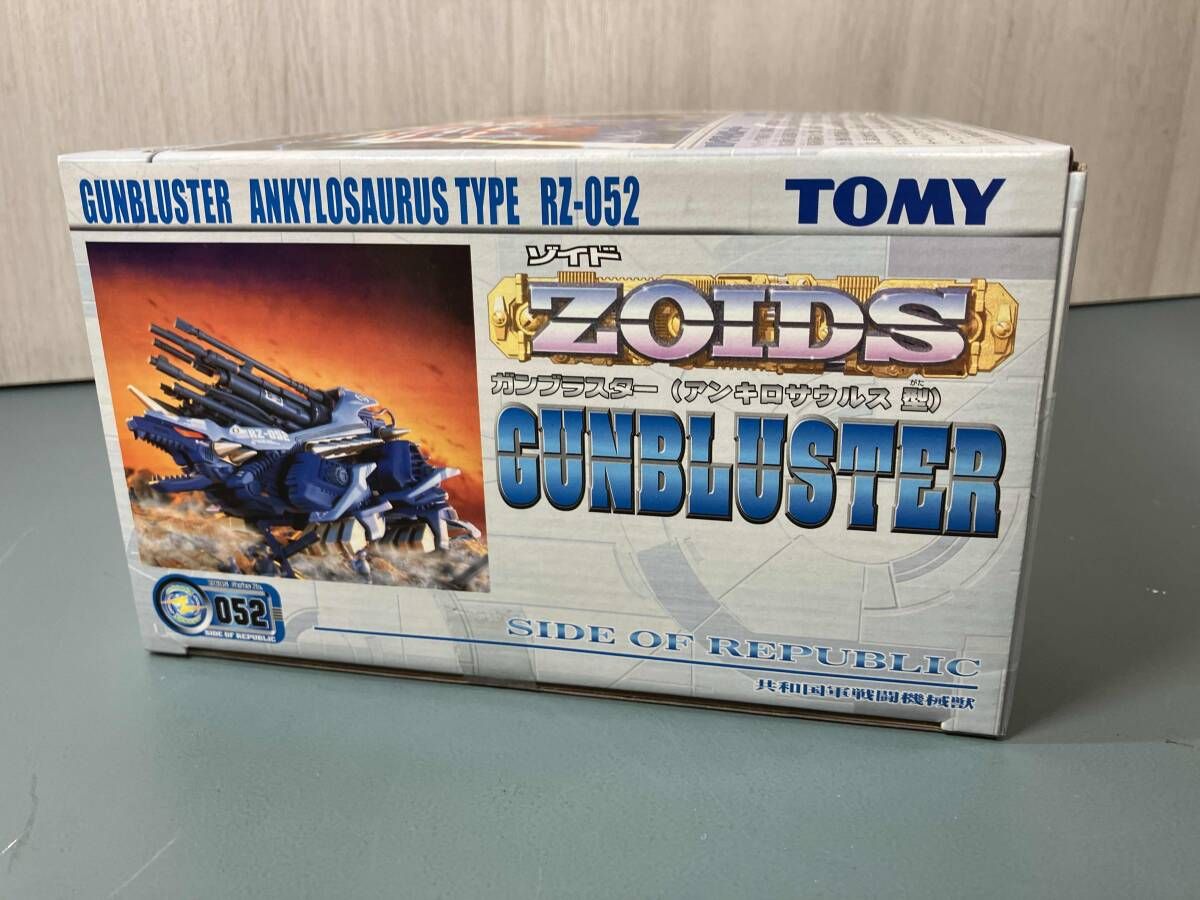 GUNBLUSTER ANKYLOSAURUS TYPE RZ-052
TOMY
ゾイド
ZOIDS
ガンブラスター (アンキロサウルス 型)
がた
GUNBLUSTER
052
SIDE OF REPUBLIC
SIDE OF REPUBLIC
共和国軍戦闘機械獣